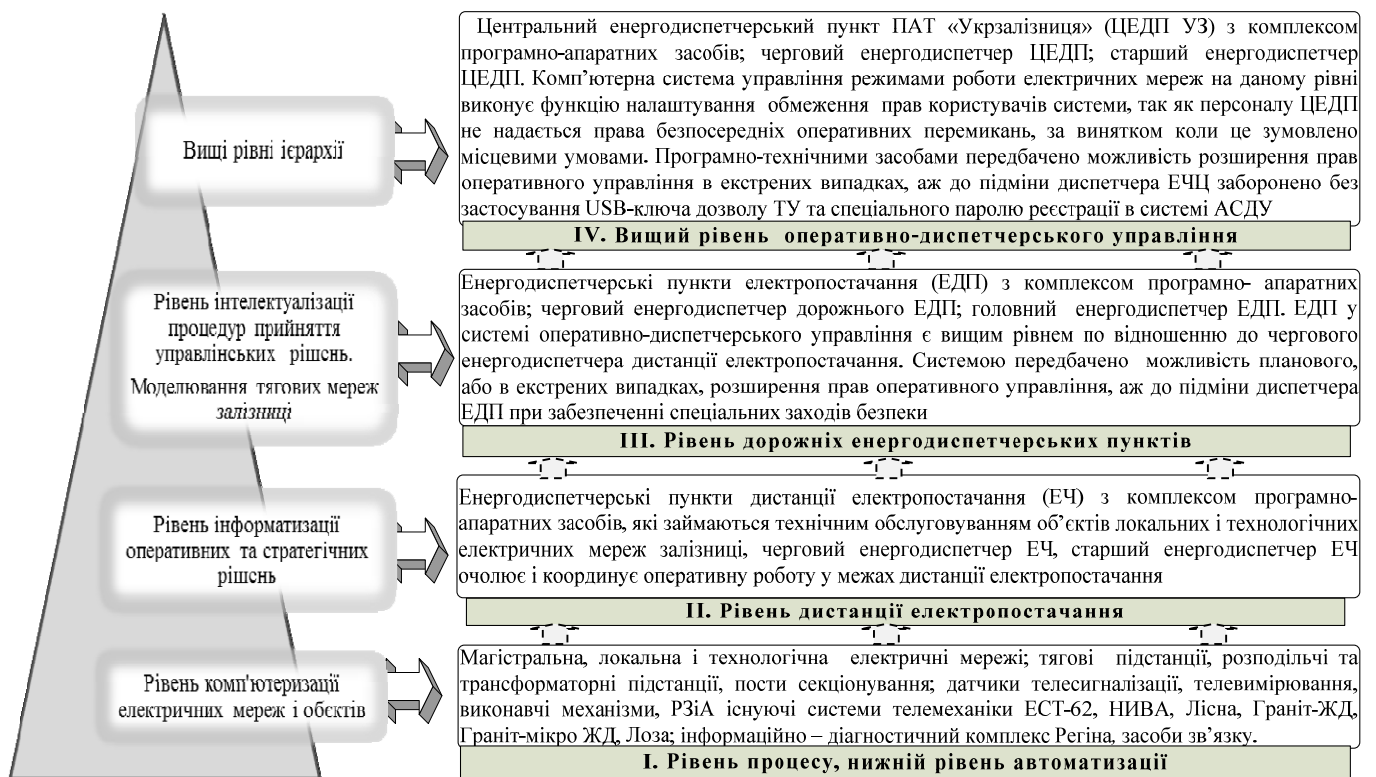 Центральний енергодиспетчерський пункт ПАТ «Укрзалізниця» (ЦЕДП УЗ) з комплексом
програмно-апаратних засобів; черговий енергодиспетчер ЦЕДП; старший енергодиспетчер
ЦЕДП. Комп’ютерна система управління режимами роботи електричних мереж на даному рівні
виконує функцію налаштування обмеження прав користувачів системи, так як персоналу ЦЕДП
не надається права безпосередніх оперативних перемикань, за винятком коли це зумовлено
місцевими умовами. Програмно-технічними засобами передбачено можливість розширення прав
оперативного управління в екстрених випадках, аж до підміни диспетчера ЕЧЦ заборонено без
застосування USB-ключа дозволу ТУ та спеціального паролю реєстрації в системі АСДУ
Вищі рівні ієрархії
IV. Вищий рівень оперативно-диспетчерського управління
Енергодиспетчерські пункти електропостачання (ЕДП) з комплексом програмно- апаратних
засобів; черговий енергодиспетчер дорожнього ЕДП; головний енергодиспетчер ЕДП. ЕДП у
системі оперативно-диспетчерського управління є вищим рівнем по відношенню до чергового
енергодиспетчера дистанції електропостачання. Системою передбачено можливість планового,
або в екстрених випадках, розширення прав оперативного управління, аж до підміни диспетчера
ЕДП при забезпеченні спеціальних заходів безпеки
Рівень інтелектуалізації
процедур прийняття
управлінських рішень.
Моделювання тягових мереж
залізниці
III. Рівень дорожніх енергодиспетчерських пунктів
Енергодиспетчерські пункти дистанції електропостачання (ЕЧ) з комплексом програмно-
апаратних засобів, які займаються технічним обслуговуванням об’єктів локальних і технологічних
електричних мереж залізниці, черговий енергодиспетчер ЕЧ, старший енергодиспетчер ЕЧ
очолює і координує оперативну роботу у межах дистанції електропостачання
Рівень інформатизації
оперативних та стратегічних
рішень
II. Рівень дистанції електропостачання
Магістральна, локальна і технологічна електричні мережі; тягові підстанції, розподільчі та
трансформаторні підстанції, пости секціонування; датчики телесигналізації, телевимірювання,
виконавчі механізми, РЗіА існуючі системи телемеханіки ЕСТ-62, НИВА, Лісна, Граніт-ЖД,
Граніт-мікро ЖД, Лоза; інформаційно – діагностичний комплекс Регіна, засоби зв’язку.
Рівень комп'ютеризації
електричних мереж і обєктів
I. Рівень процесу, нижній рівень автоматизації